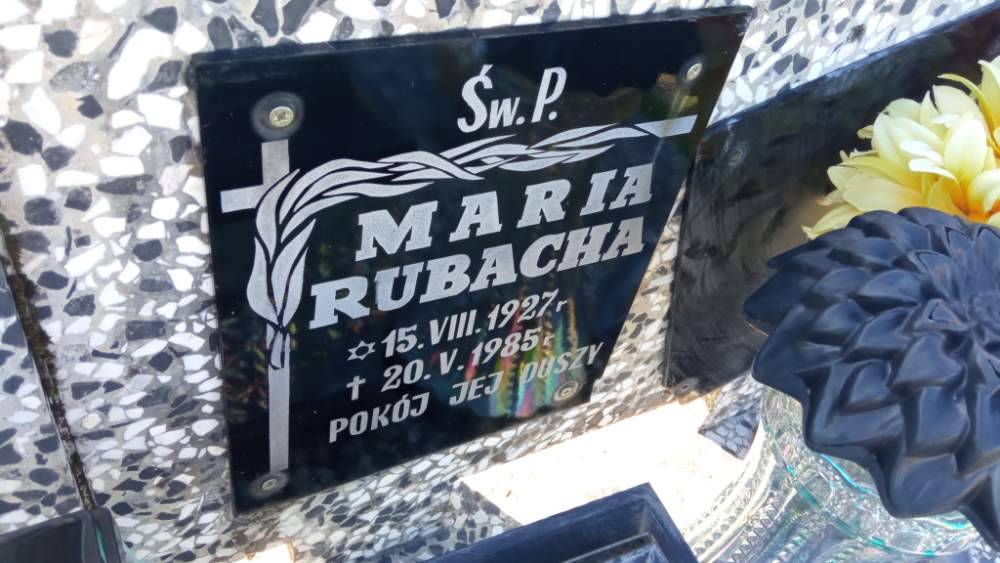 Św. P.
MARIA
RUBACHA
✡ 15. VIII. 1927 r
✝ 20. V. 1985 r
POKÓJ JEJ DUSZY